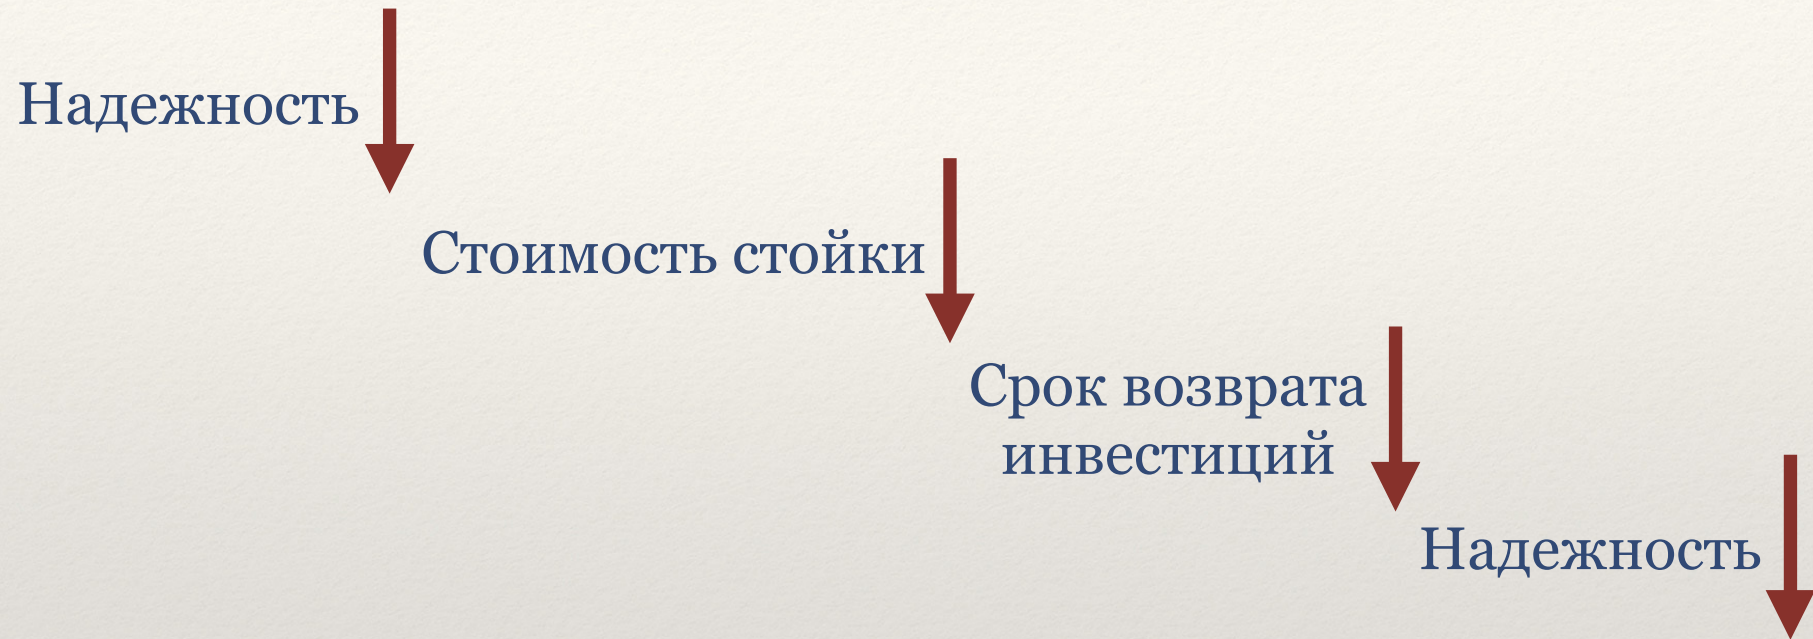 Надежность
Стоимость стойки
Срок возврата
инвестиций
Надежность